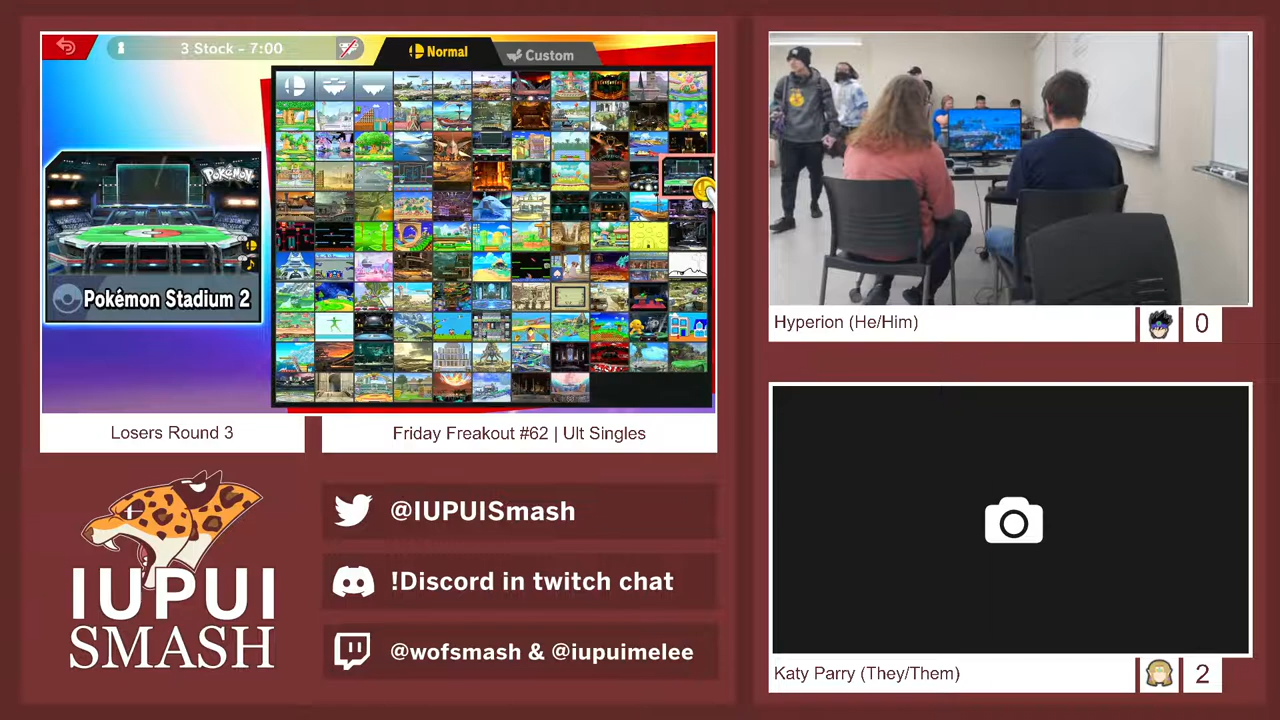 3 Stock - 7:00
Normal
Custom
POKéMON
Pokémon Stadium 2
Hyperion (He/Him)
0
Losers Round 3
Friday Freakout #62 | Ult Singles
@IUPUISmash
!Discord in twitch chat
@wofsmash & @iupuimelee
IUPUI
SMASH
Katy Parry (They/Them)
2